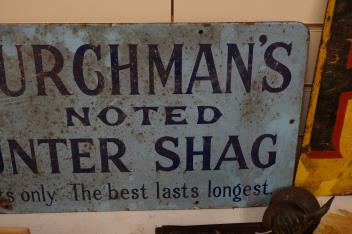 URCHMAN'S
NOTED
UNTER SHAG
s only. The best lasts longest.